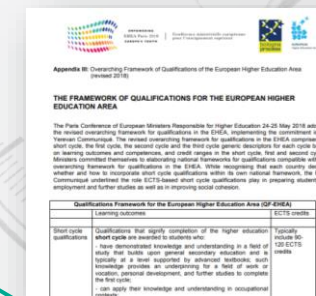 Appendix III: Overarching Framework of Qualifications of the European Higher Education Area
(revised 2018)
THE FRAMEWORK OF QUALIFICATIONS FOR THE EUROPEAN HIGHER
EDUCATION AREA
The Paris Conference of European Ministers Responsible for Higher Education 24-25 May 2018 ado
the revised overarching framework for qualifications in the EHEA, implementing the commitment
Yerevan Communiqué. The revised overarching framework for qualifications in the EHEA comprise
short cycle, the first cycle, the second cycle and the third cycle generic descriptors for each cycle b
on learning outcomes and competences, and credit ranges in the short cycle, first and second cy
Ministers committed themselves to elaborating national frameworks for qualifications compatible with
overarching framework for qualifications in the EHEA. While recognising that each country dec
whether and how to incorporate short cycle qualifications within its own national framework, the
Communiqué underlined the role ECTS-based short cycle qualifications play in preparing studen
employment and further studies as well as in improving social cohesion.
Qualifications Framework for the European Higher Education Area (QF-EHEA)
Learning outcomes
ECTS credits
Short cycle
qualifications
Qualifications that signify completion of the higher education
short cycle are awarded to students who:
- have demonstrated knowledge and understanding in a field of
study that builds upon general secondary education and is
typically at a level supported by advanced textbooks; such
knowledge provides an underpinning for a field of work or
vocation, personal development, and further studies to complete
the first cycle;
- can apply their knowledge and understanding in occupational
contexts;
Typically
include 90-
120 ECTS
credits